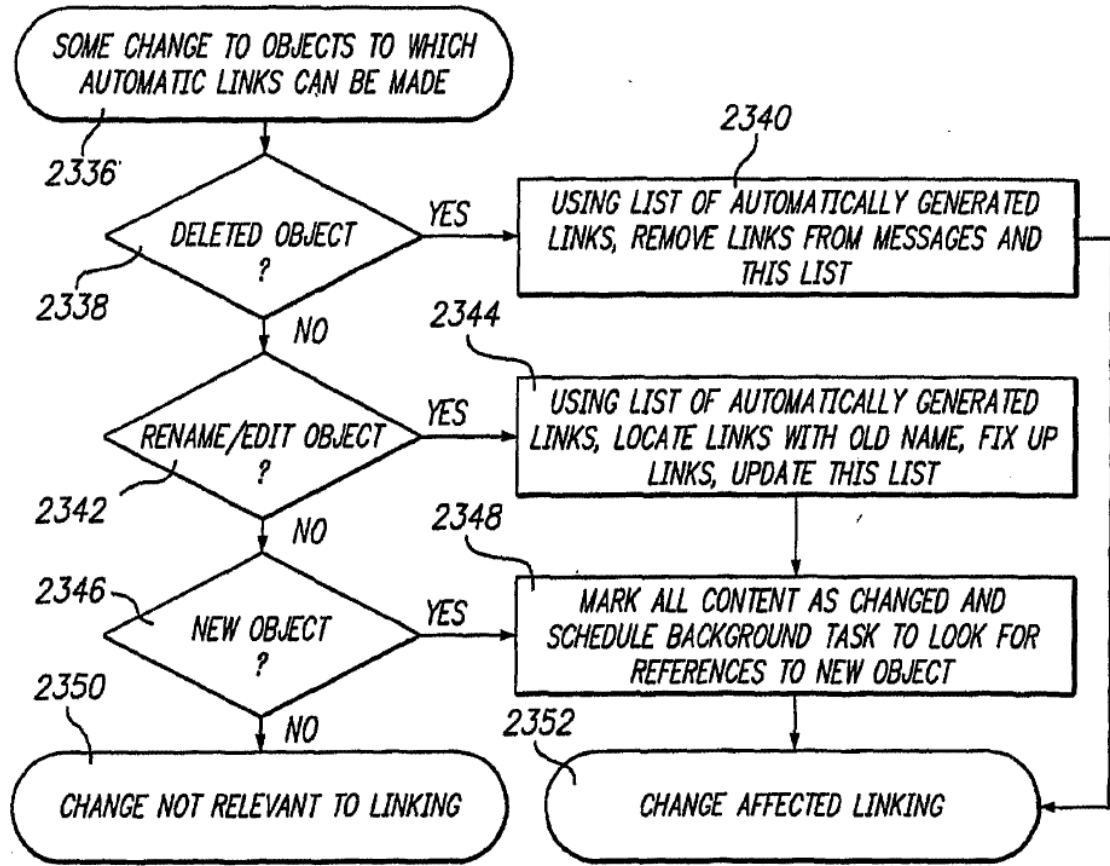 SOME CHANGE TO OBJECTS TO WHICH
AUTOMATIC LINKS CAN BE MADE
2336
2340
DELETED OBJECT
?
YES
USING LIST OF AUTOMATICALLY GENERATED
LINKS, REMOVE LINKS FROM MESSAGES AND
THIS LIST
2338
NO
2344
RENAME/EDIT OBJECT
?
YES
USING LIST OF AUTOMATICALLY GENERATED
LINKS, LOCATE LINKS WITH OLD NAME, FIX UP
LINKS, UPDATE THIS LIST
2342
NO
2348
2346
NEW OBJECT
?
YES
MARK ALL CONTENT AS CHANGED AND
SCHEDULE BACKGROUND TASK TO LOOK FOR
REFERENCES TO NEW OBJECT
2350
NO
2352
CHANGE NOT RELEVANT TO LINKING
CHANGE AFFECTED LINKING